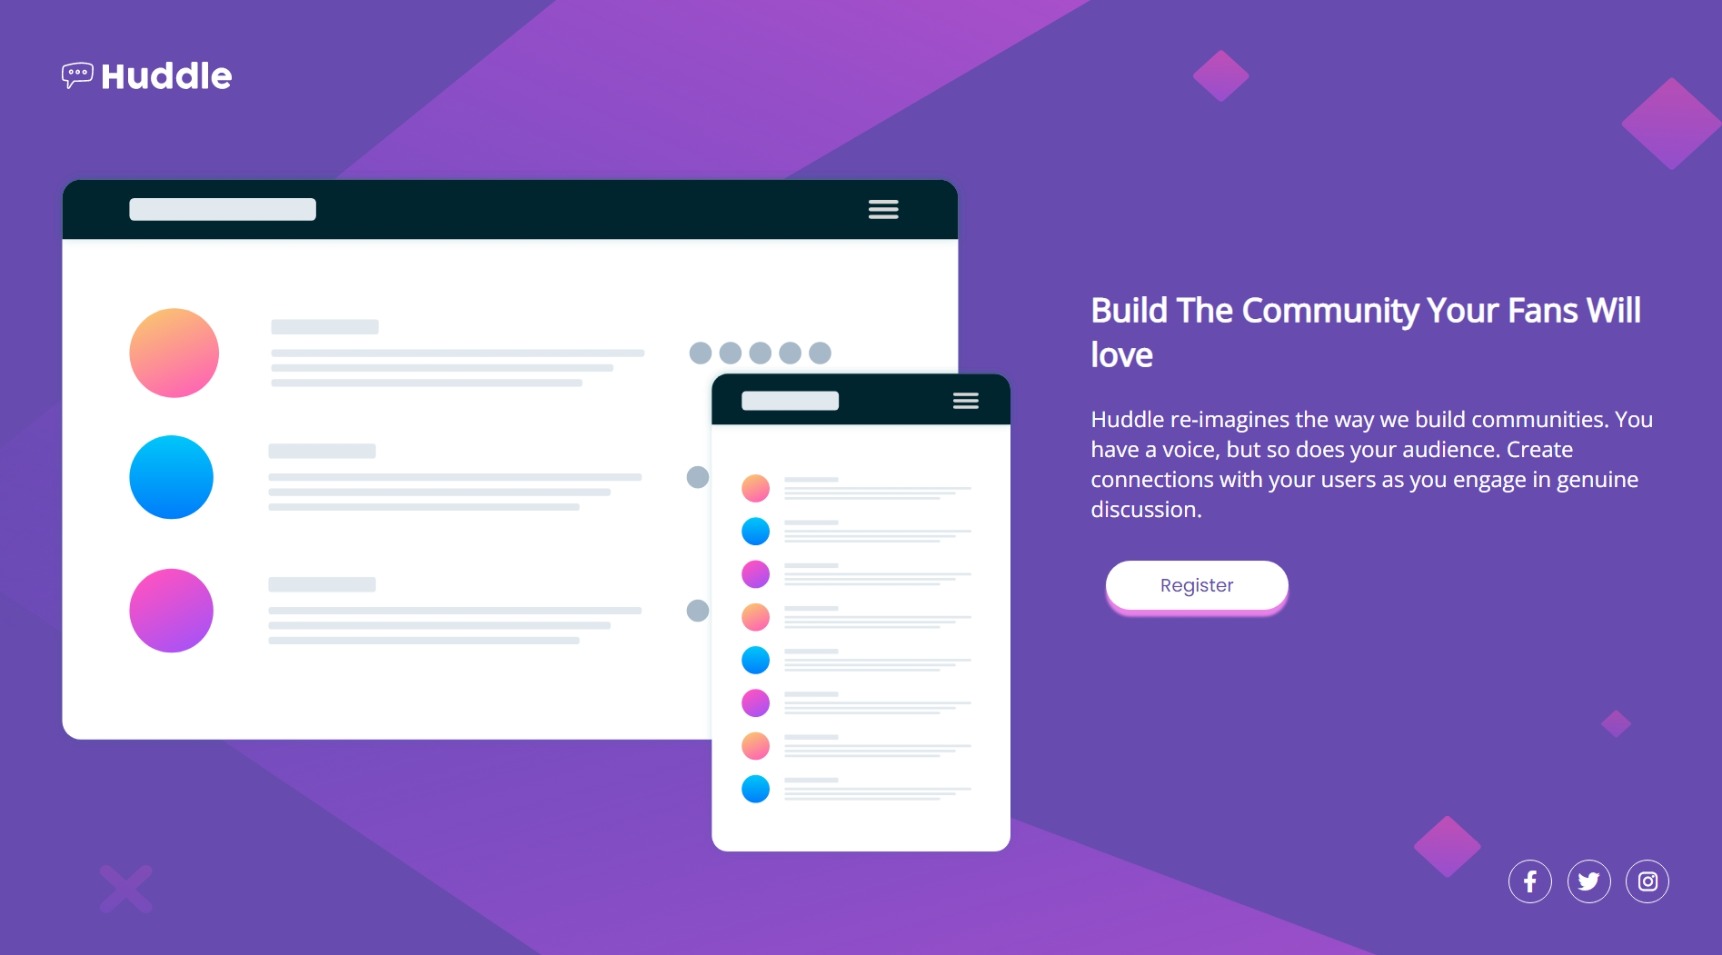 Huddle
Build The Community Your Fans Will
love
Huddle re-imagines the way we build communities. You
have a voice, but so does your audience. Create
connections with your users as you engage in genuine
discussion.
Register